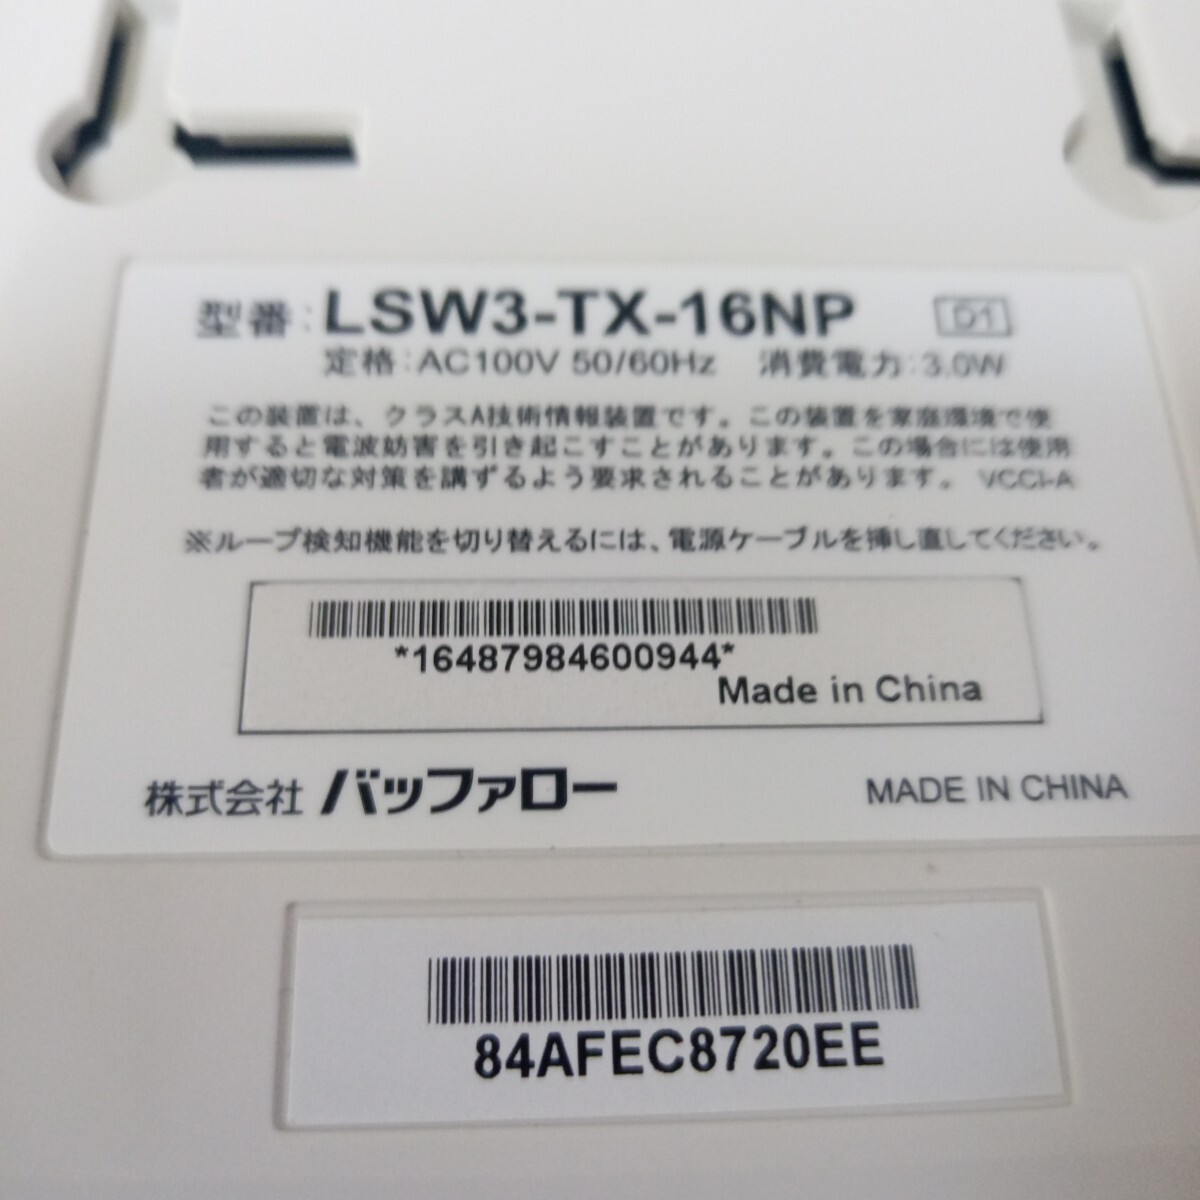 型番:LSW3-TX-16NP D1
定格:AC100V 50/60Hz 消費電力:3.0W
この装置は、クラスA技術情報装置です。この装置を家庭環境で使
用すると電波妨害を引き起こすことがあります。この場合には使用
者が適切な対策を講ずるよう要求されることがあります。 VCCI-A
※ループ検知機能を切り替えるには、電源ケーブルを挿し直してください。
*16487984600944*
Made in China
株式会社 バッファロー MADE IN CHINA
84AFEC8720EE